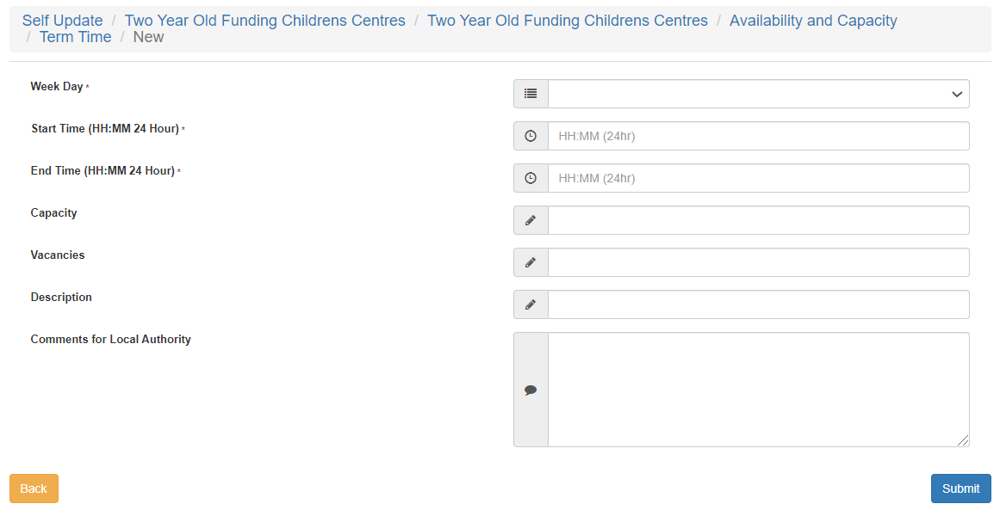 Self Update / Two Year Old Funding Childrens Centres / Two Year Old Funding Childrens Centres / Availability and Capacity
/ Term Time / New
Week Day *
Start Time (HH:MM 24 Hour) *
HH:MM (24hr)
End Time (HH:MM 24 Hour) *
HH:MM (24hr)
Capacity
Vacancies
Description
Comments for Local Authority
Back
Submit